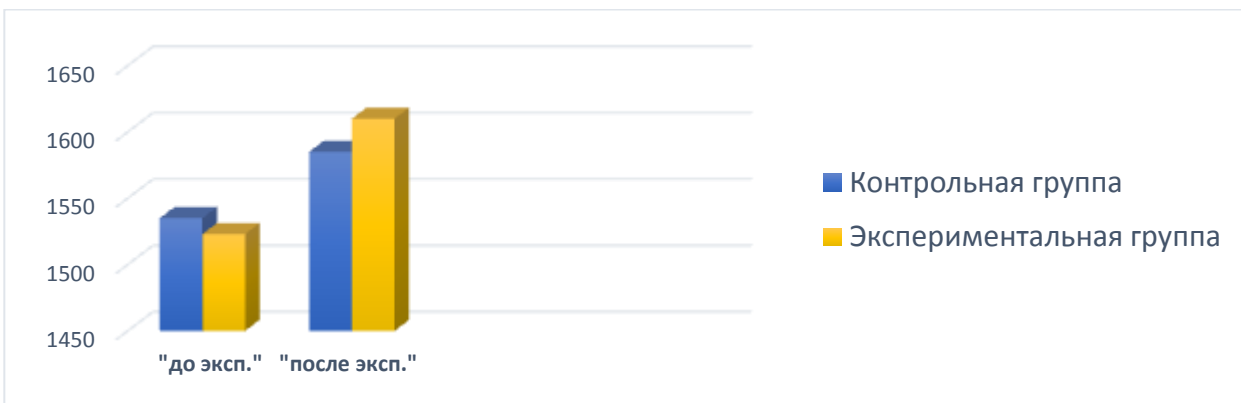 1650
1600
1550
1500
1450
"до эксп." "после эксп."
Контрольная группа
Экспериментальная группа